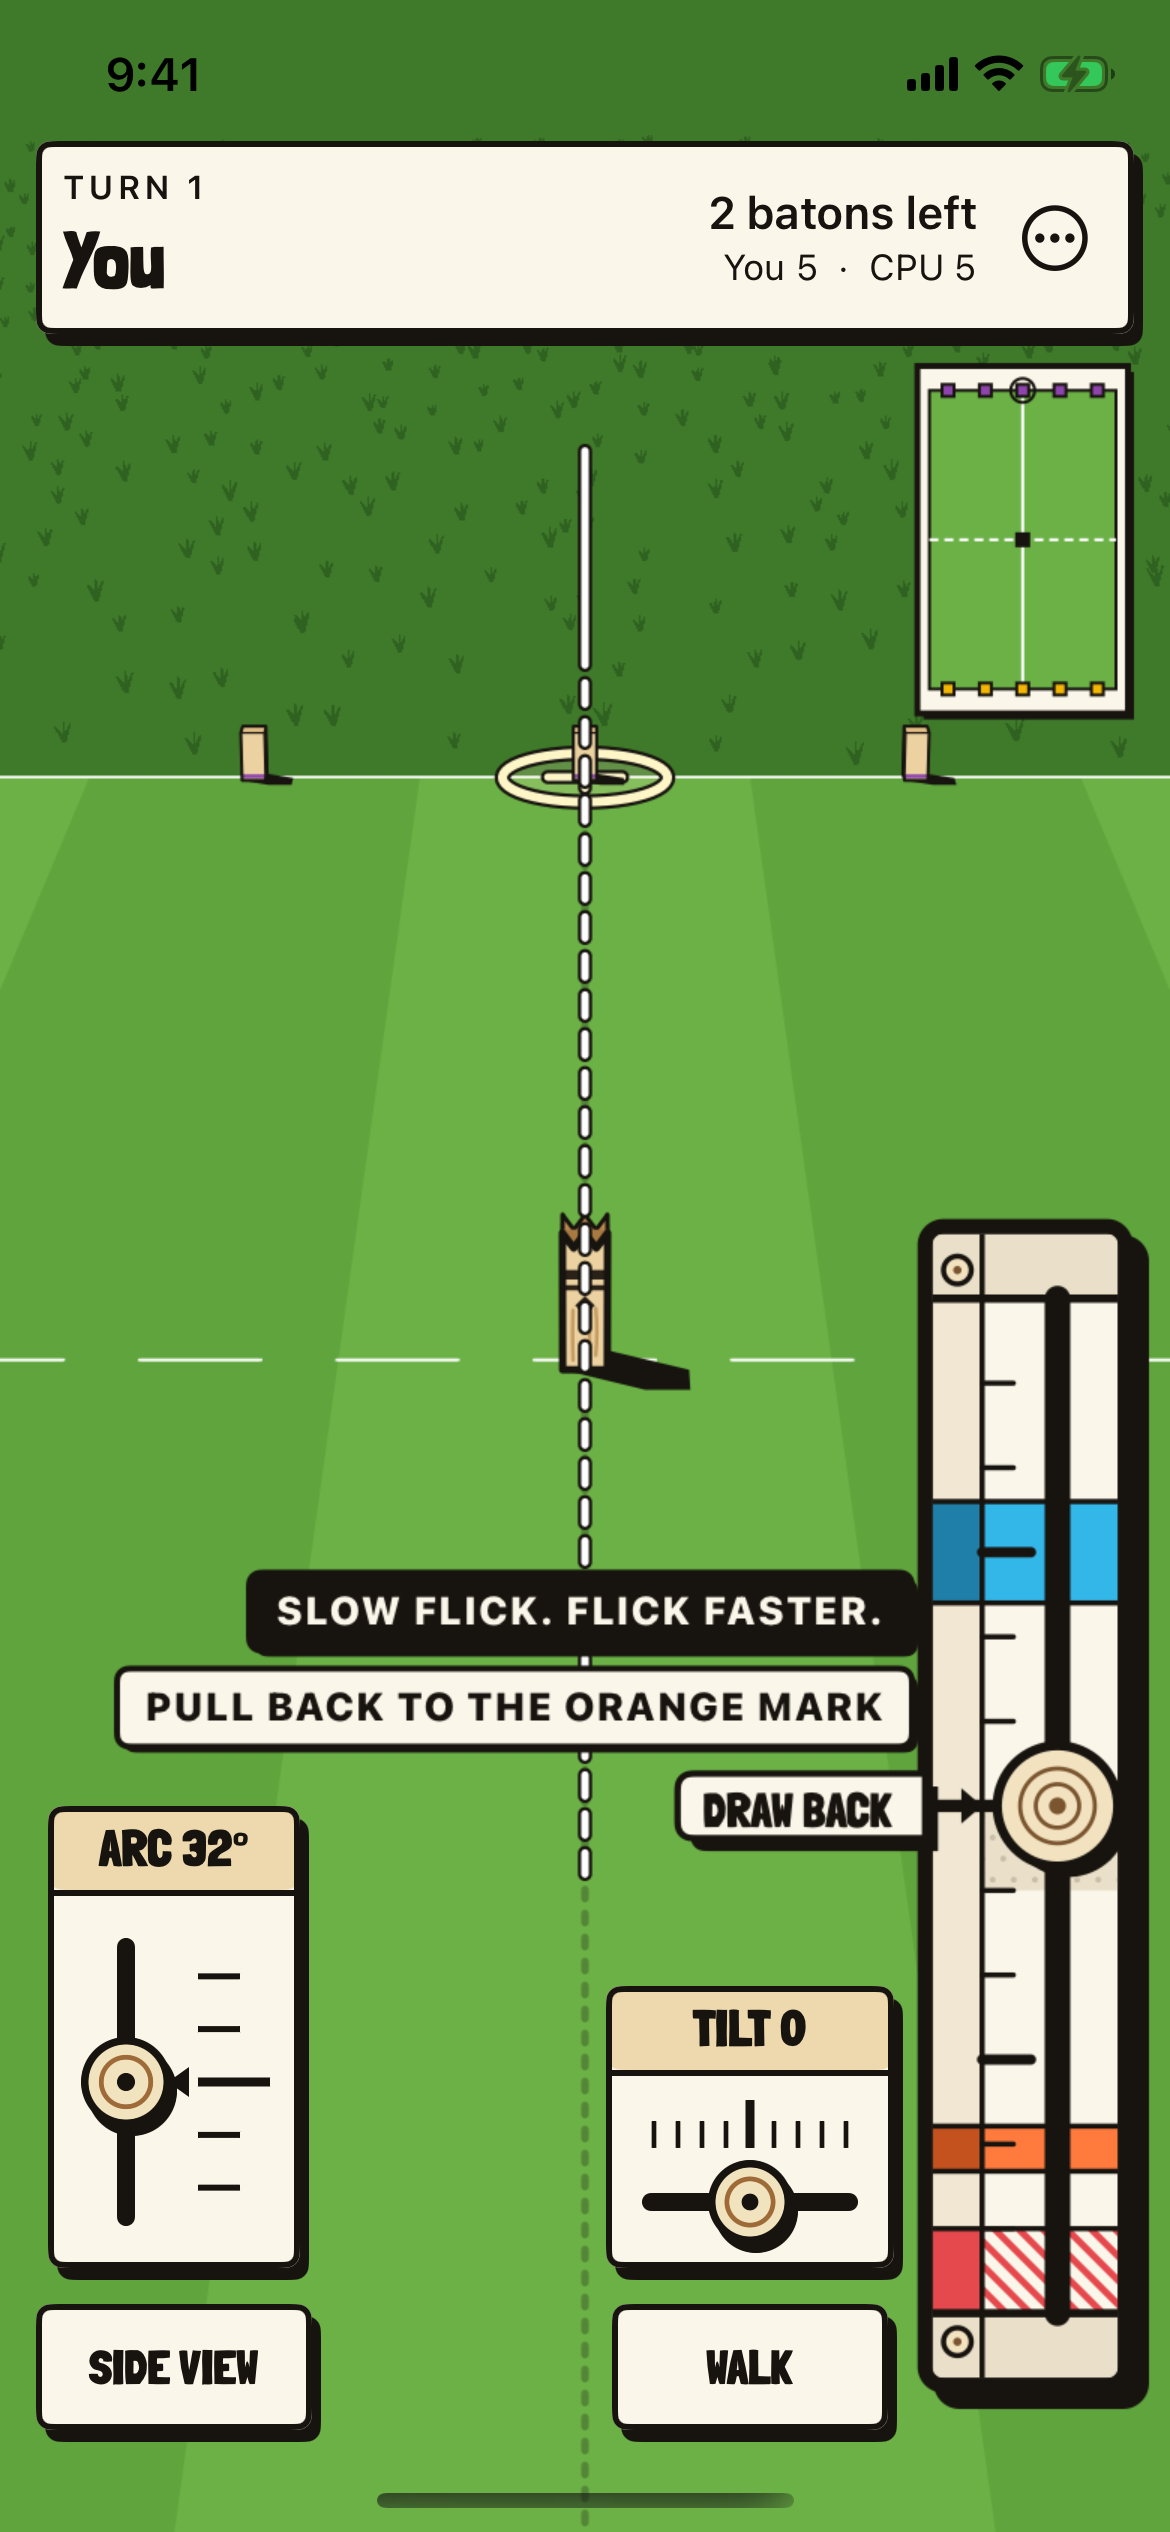 9:41
TURN 1
You
2 batons left
You 5 · CPU 5
SLOW FLICK. FLICK FASTER.
PULL BACK TO THE ORANGE MARK
DRAW BACK
ARC 32°
TILT 0
SIDE VIEW
WALK